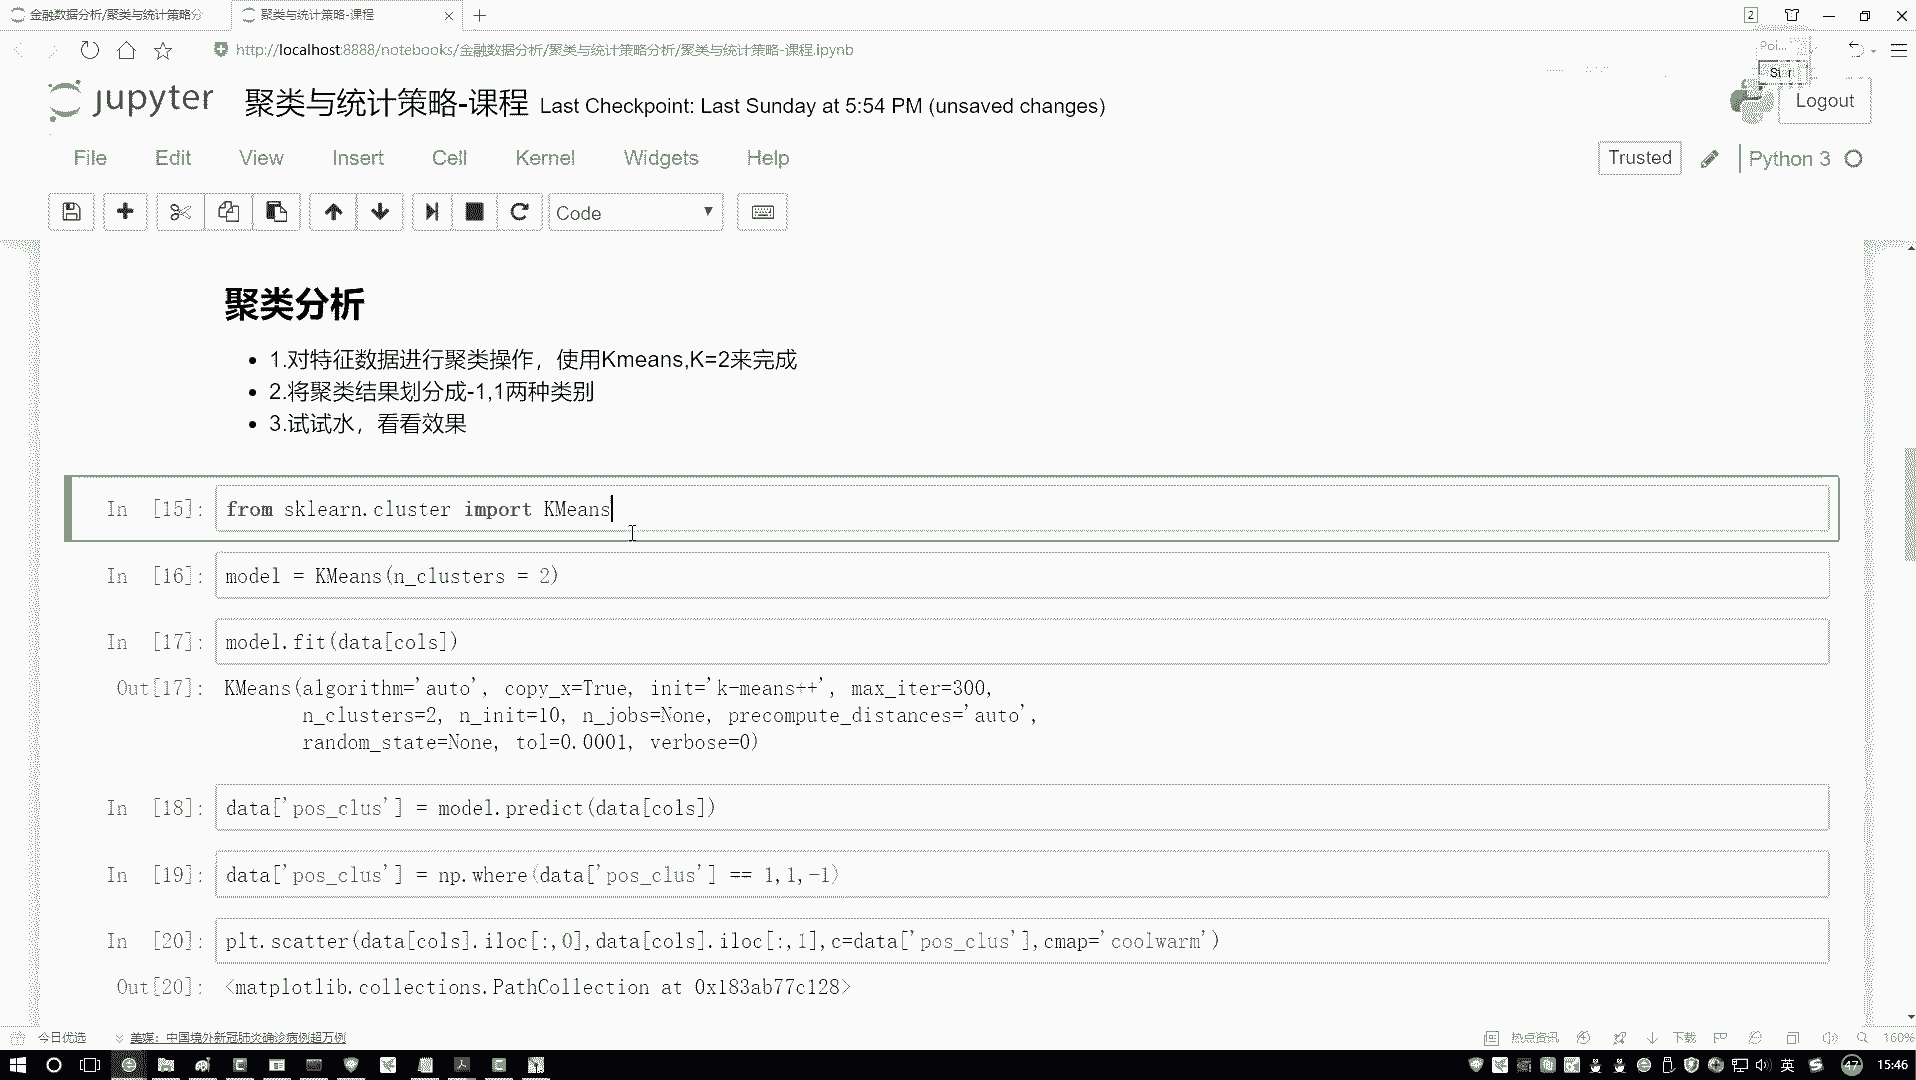 金融数据分析/聚类与统计策略分
聚类与统计策略-课程
2
http://localhost:8888/notebooks/金融数据分析/聚类与统计策略分析/聚类与统计策略-课程.ipynb
Poi...
Start
jupyter
聚类与统计策略-课程 Last Checkpoint: Last Sunday at 5:54 PM (unsaved changes)
Logout
File Edit View Insert Cell Kernel Widgets Help
Trusted
Python 3
Code
聚类分析
1.对特征数据进行聚类操作，使用Kmeans,K=2来完成
2.将聚类结果划分成-1,1两种类别
3.试试水，看看效果
In [15]: from sklearn.cluster import KMeans
In [16]: model = KMeans(n_clusters = 2)
In [17]: model.fit(data[cols])
Out[17]: KMeans(algorithm='auto', copy_x=True, init='k-means++', max_iter=300,
n_clusters=2, n_init=10, n_jobs=None, precompute_distances='auto',
random_state=None, tol=0.0001, verbose=0)
In [18]: data['pos_clus'] = model.predict(data[cols])
In [19]: data['pos_clus'] = np.where(data['pos_clus'] == 1,1,-1)
In [20]: plt.scatter(data[cols].iloc[:,0],data[cols].iloc[:,1],c=data['pos_clus'],cmap='coolwarm')
Out[20]: <matplotlib.collections.PathCollection at 0x183ab77c128>
今日优选
美媒：中国境外新冠肺炎确诊病例超万例
热点资讯
下载
160%
英
47
15:46